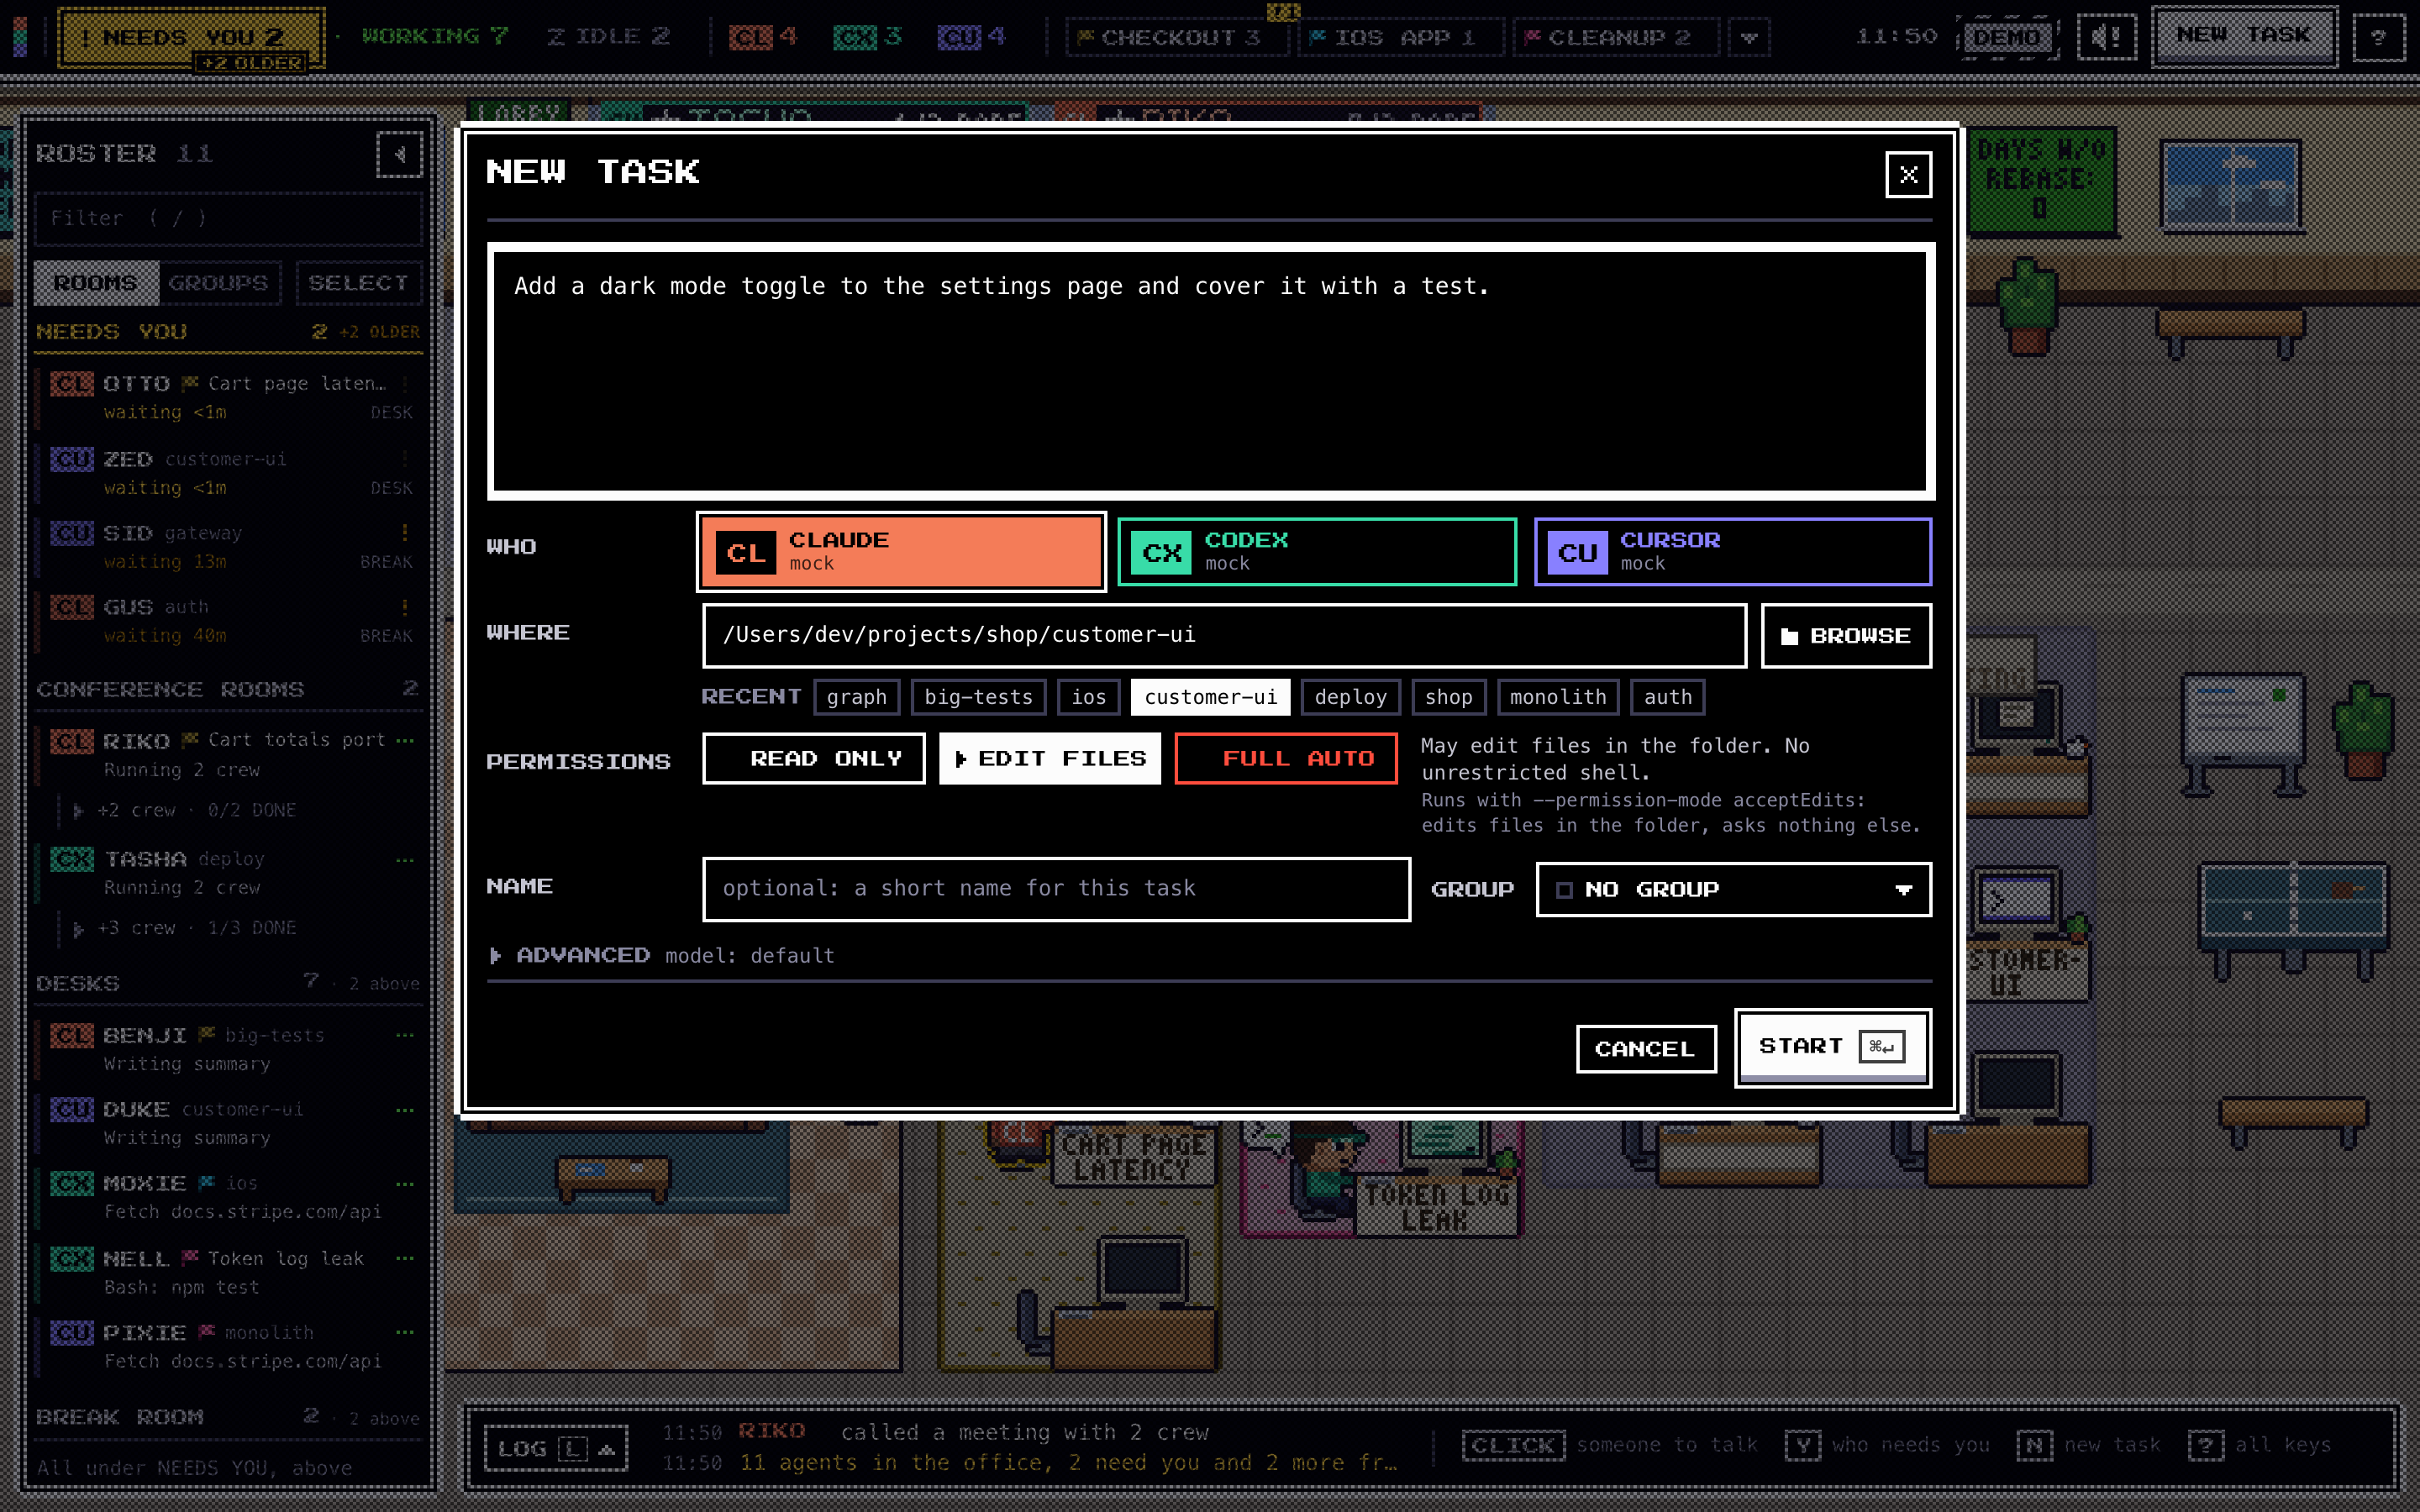 ! NEEDS YOU 2
+2 OLDER
· WORKING 7
Z IDLE 2
CL 4
CX 3
CU 4
CHECKOUT 3
IOS APP 1
CLEANUP 2
11:50
DEMO
NEW TASK
?
ROSTER 11
Filter ( / )
ROOMS GROUPS SELECT
NEEDS YOU 2 +2 OLDER
CL OTTO Cart page laten…
waiting <1m DESK
CU ZED customer-ui
waiting <1m DESK
CU SID gateway !
waiting 13m BREAK
CL GUS auth !
waiting 40m BREAK
CONFERENCE ROOMS 2
CL RIKO Cart totals port ...
Running 2 crew
+2 crew · 0/2 DONE
CX TASHA deploy ...
Running 2 crew
+3 crew · 1/3 DONE
DESKS 7 · 2 above
CL BENJI big-tests ...
Writing summary
CU DUKE customer-ui ...
Writing summary
CX MOXIE ios ...
Fetch docs.stripe.com/api
CX NELL Token log leak ...
Bash: npm test
CU PIXIE monolith ...
Fetch docs.stripe.com/api
BREAK ROOM 2 · 2 above
All under NEEDS YOU, above
LOBBY
DAYS W/O
REBASE:
0
NEW TASK
X
Add a dark mode toggle to the settings page and cover it with a test.
WHO
CL CLAUDE
mock
CX CODEX
mock
CU CURSOR
mock
WHERE
/Users/dev/projects/shop/customer-ui
BROWSE
RECENT graph big-tests ios customer-ui deploy shop monolith auth
PERMISSIONS
READ ONLY EDIT FILES FULL AUTO
May edit files in the folder. No
unrestricted shell.
Runs with --permission-mode acceptEdits:
edits files in the folder, asks nothing else.
NAME
optional: a short name for this task
GROUP
NO GROUP
ADVANCED model: default
CANCEL
START ⌘↵
STOMER-
UI
CL
CART PAGE
LATENCY
TOKEN LOG
LEAK
LOG L
11:50 RIKO called a meeting with 2 crew
11:50 11 agents in the office, 2 need you and 2 more fr…
CLICK someone to talk
Y who needs you
N new task
? all keys